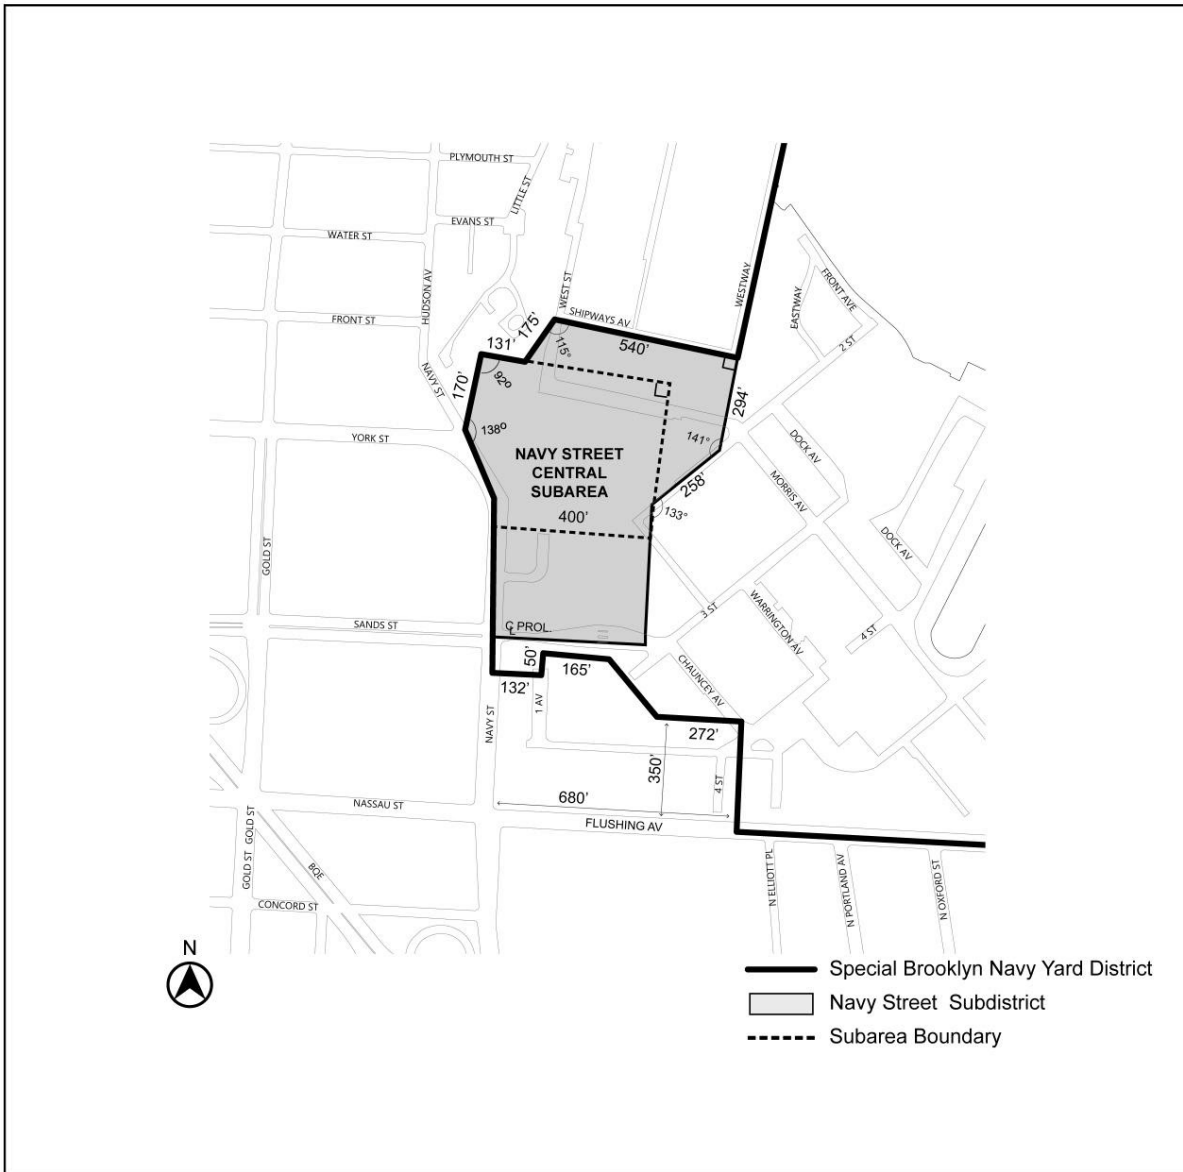 PLYMOUTH ST
LITTLE ST
EVANS ST
WATER ST
HUDSON AV
WEST ST
WESTWAY
EASTWAY
FRONT AVE
SHIPWAYS AV
FRONT ST
175'
131'
115°
540'
2 ST
NAVY ST
170'
92°
294'
YORK ST
138°
141°
DOCK AV
NAVY STREET
CENTRAL
SUBAREA
258'
MORRIS AV
400'
133°
DOCK AV
GOLD ST
WARRINGTON AV
3 ST
SANDS ST
℄ PROL.
4 ST
50'
165'
CHAUNCEY AV
132'
1 AV
NAVY ST
272'
350'
4 ST
680'
NASSAU ST
FLUSHING AV
GOLD ST
GOLD ST
BQE
N ELLIOTT PL
N PORTLAND AV
N OXFORD ST
CONCORD ST
N
Special Brooklyn Navy Yard District
Navy Street Subdistrict
Subarea Boundary